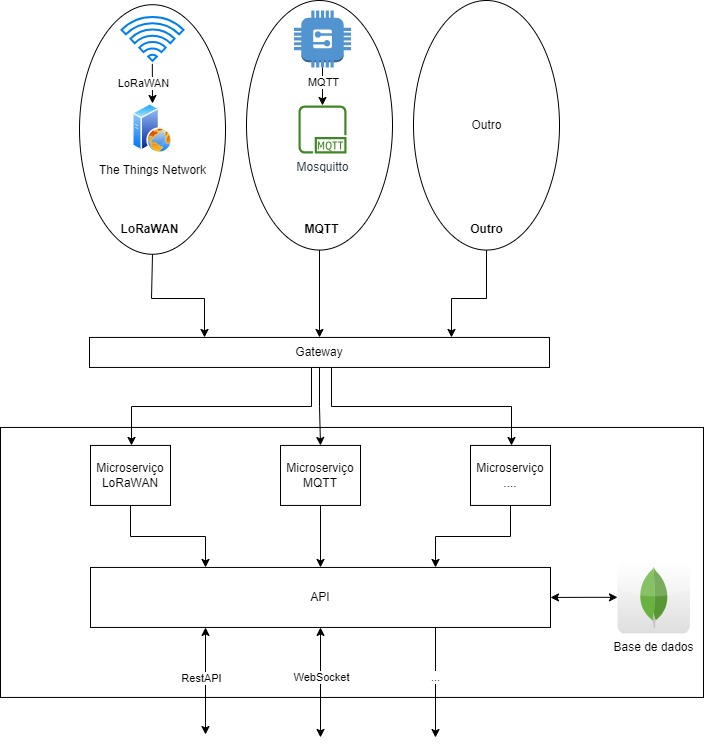 LoRaWAN
MQTT
MQTT
Outro
The Things Network
Mosquitto
LoRaWAN
MQTT
Outro
Gateway
Microserviço
LoRaWAN
Microserviço
MQTT
Microserviço
....
API
Base de dados
RestAPI
WebSocket
...